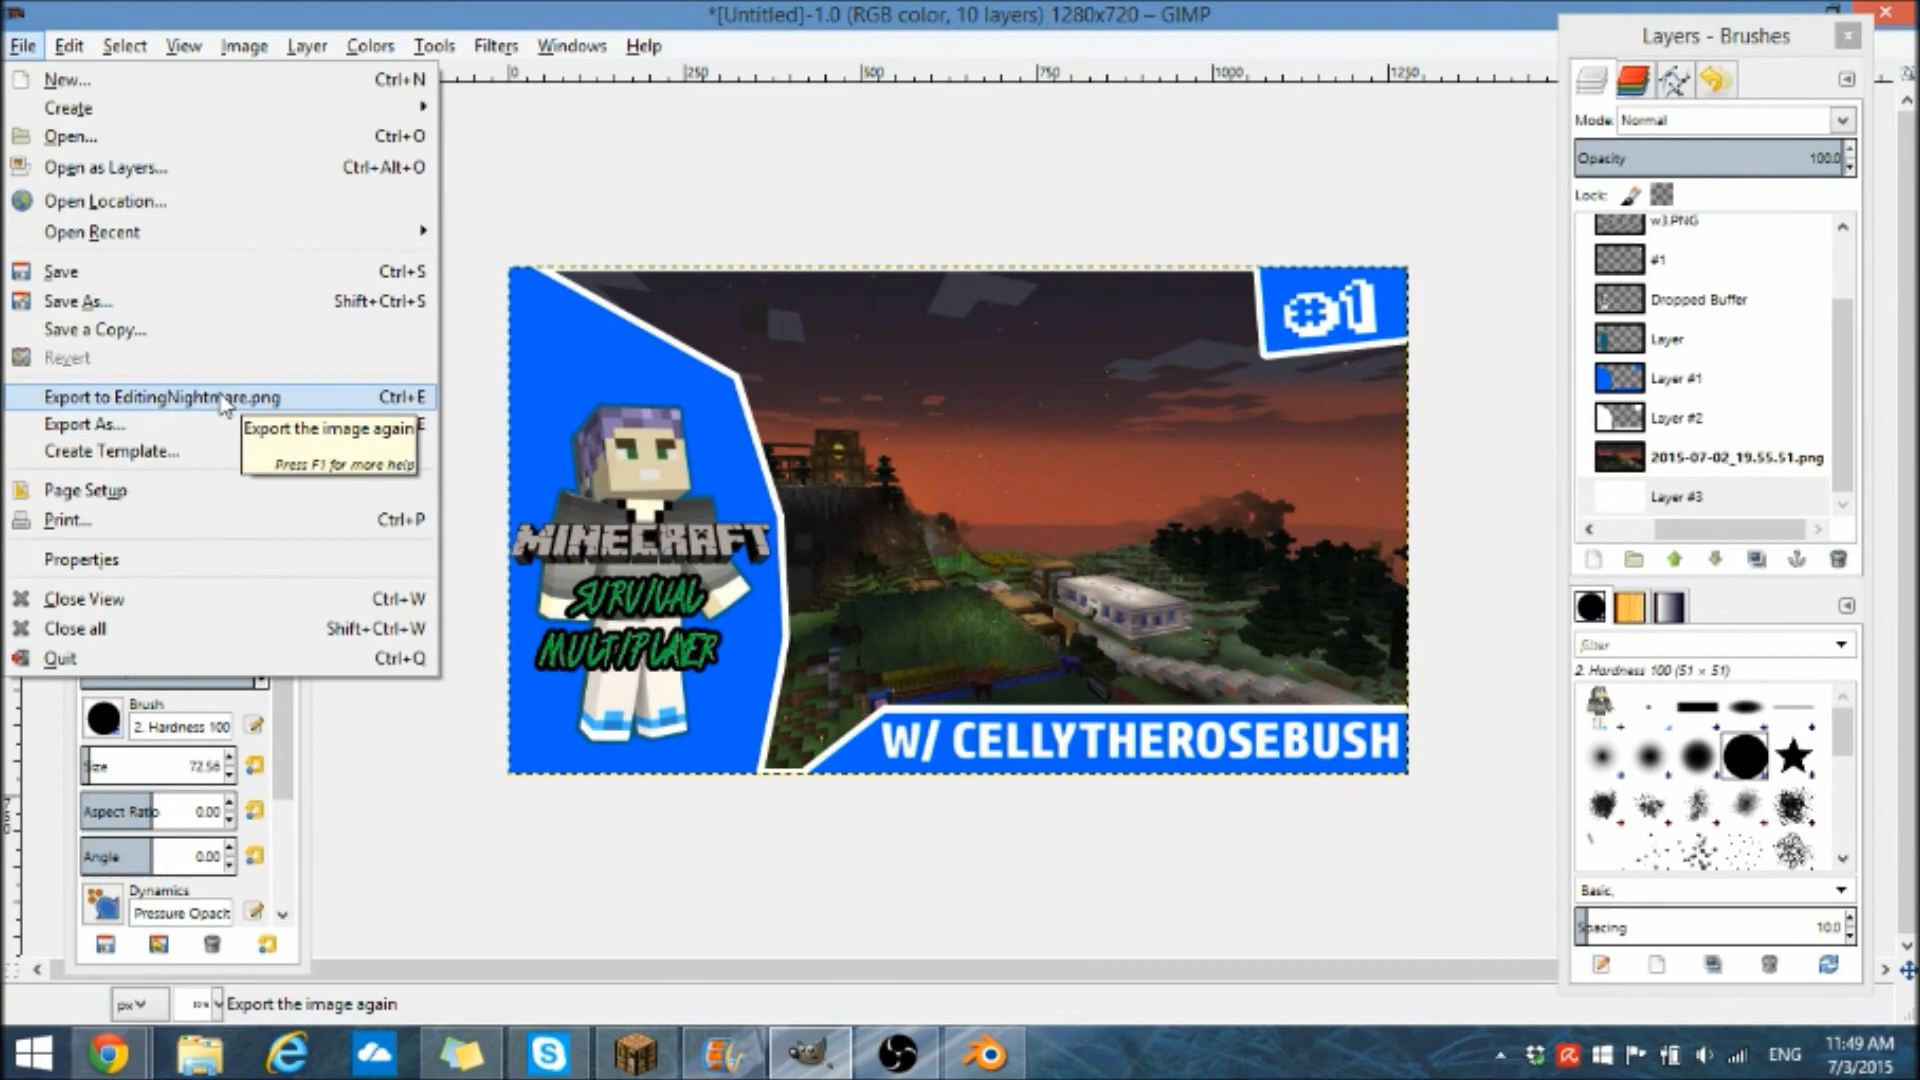 *[Untitled]-1.0 (RGB color, 10 layers) 1280x720 – GIMP
File Edit Select View Image Layer Colors Tools Filters Windows Help
New... Ctrl+N
Create
Open... Ctrl+O
Open as Layers... Ctrl+Alt+O
Open Location...
Open Recent
Save Ctrl+S
Save As... Shift+Ctrl+S
Save a Copy...
Revert
Export to EditingNightmare.png Ctrl+E
Export As... E
Create Template...
Export the image again
Press F1 for more help
Page Setup
Print... Ctrl+P
Properties
Close View Ctrl+W
Close all Shift+Ctrl+W
Quit Ctrl+Q
0 250 500 750 1000 1250
#1
MINECRAFT
SURVIVAL
MULTIPLAYER
W/ CELLYTHEROSEBUSH
Brush
2. Hardness 100
Size 72.56
Aspect Ratio 0.00
Angle 0.00
Dynamics
Pressure Opacit
px Export the image again
Layers - Brushes
Mode: Normal
Opacity 100.0
Lock:
w3.PNG
#1
Dropped Buffer
Layer
Layer #1
Layer #2
2015-07-02_19.55.51.png
Layer #3
filter
2. Hardness 100 (51 × 51)
Basic,
Spacing 10.0
ENG
11:49 AM
7/3/2015